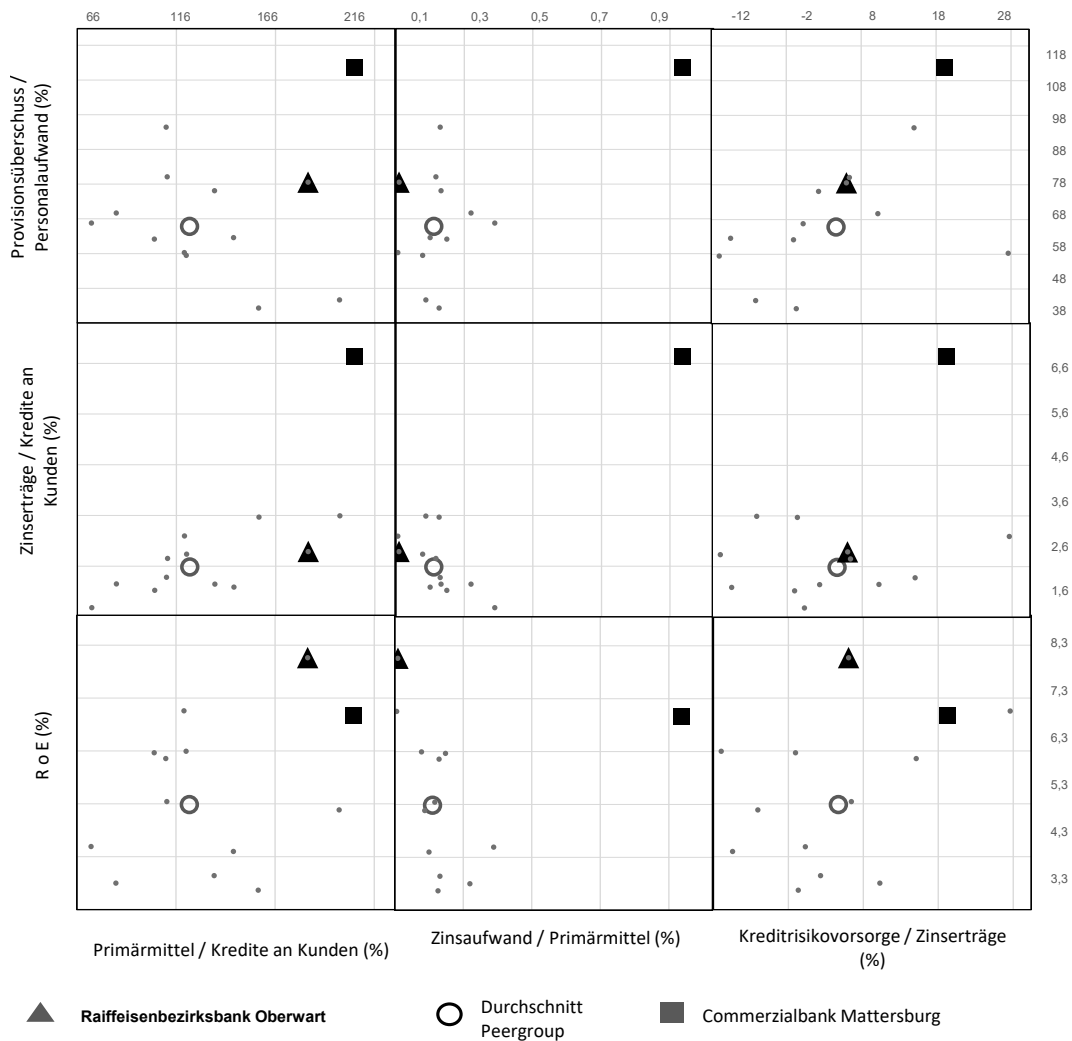 66 116 166 216 0,1 0,3 0,5 0,7 0,9 -12 -2 8 18 28
Provisionsüberschuss /
Personalaufwand (%)
118
108
98
88
78
68
58
48
38
Zinserträge / Kredite an
Kunden (%)
6,6
5,6
4,6
3,6
2,6
1,6
R o E (%)
8,3
7,3
6,3
5,3
4,3
3,3
Primärmittel / Kredite an Kunden (%)
Zinsaufwand / Primärmittel (%)
Kreditrisikovorsorge / Zinserträge
(%)
Raiffeisenbezirksbank Oberwart
Durchschnitt
Peergroup
Commerzialbank Mattersburg